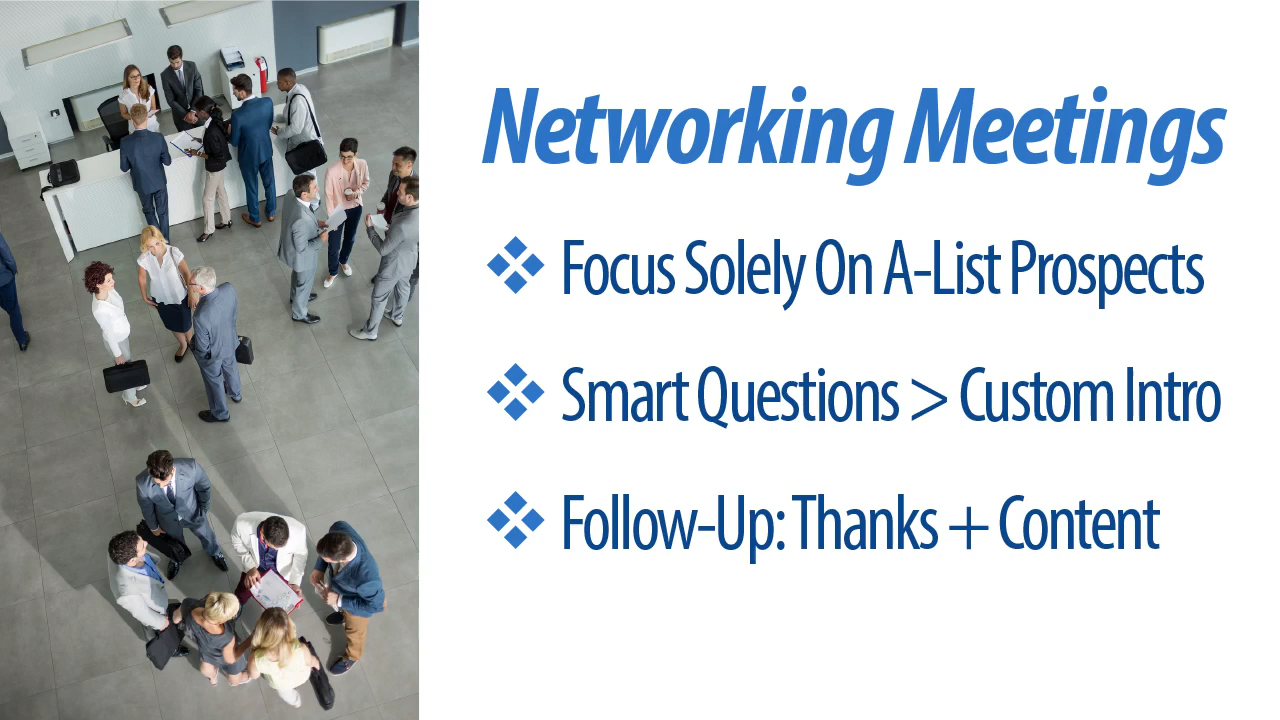 Networking Meetings
Focus Solely On A-List Prospects
Smart Questions > Custom Intro
Follow-Up: Thanks + Content